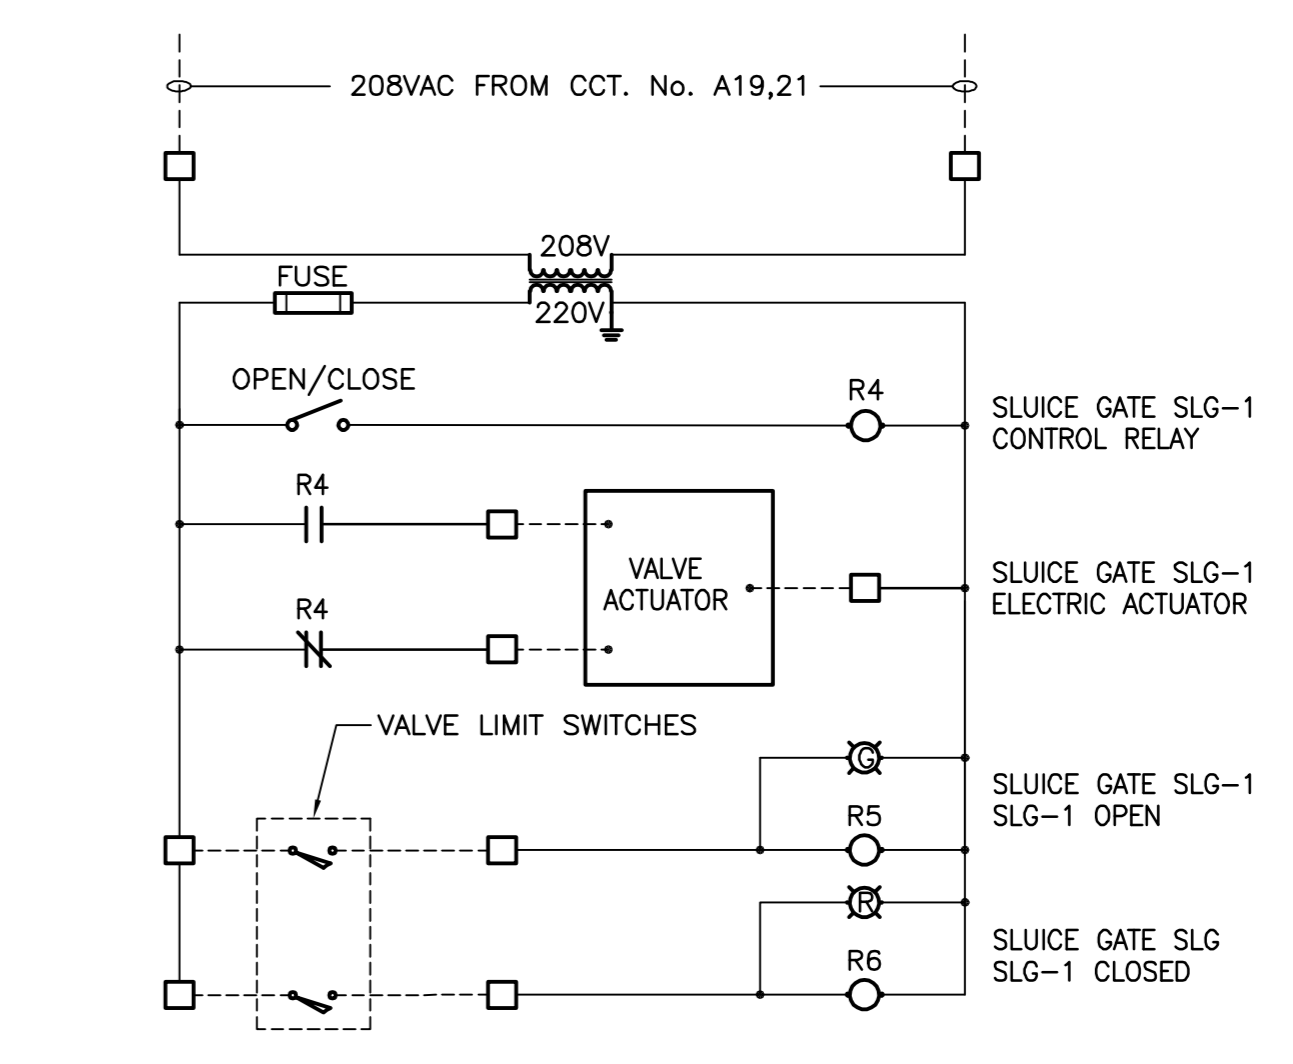 208VAC FROM CCT. No. A19,21
208V
FUSE
220V
OPEN/CLOSE
R4
SLUICE GATE SLG-1
CONTROL RELAY
R4
VALVE
ACTUATOR
SLUICE GATE SLG-1
ELECTRIC ACTUATOR
R4
VALVE LIMIT SWITCHES
G
SLUICE GATE SLG-1
SLG-1 OPEN
R5
R
SLUICE GATE SLG
SLG-1 CLOSED
R6